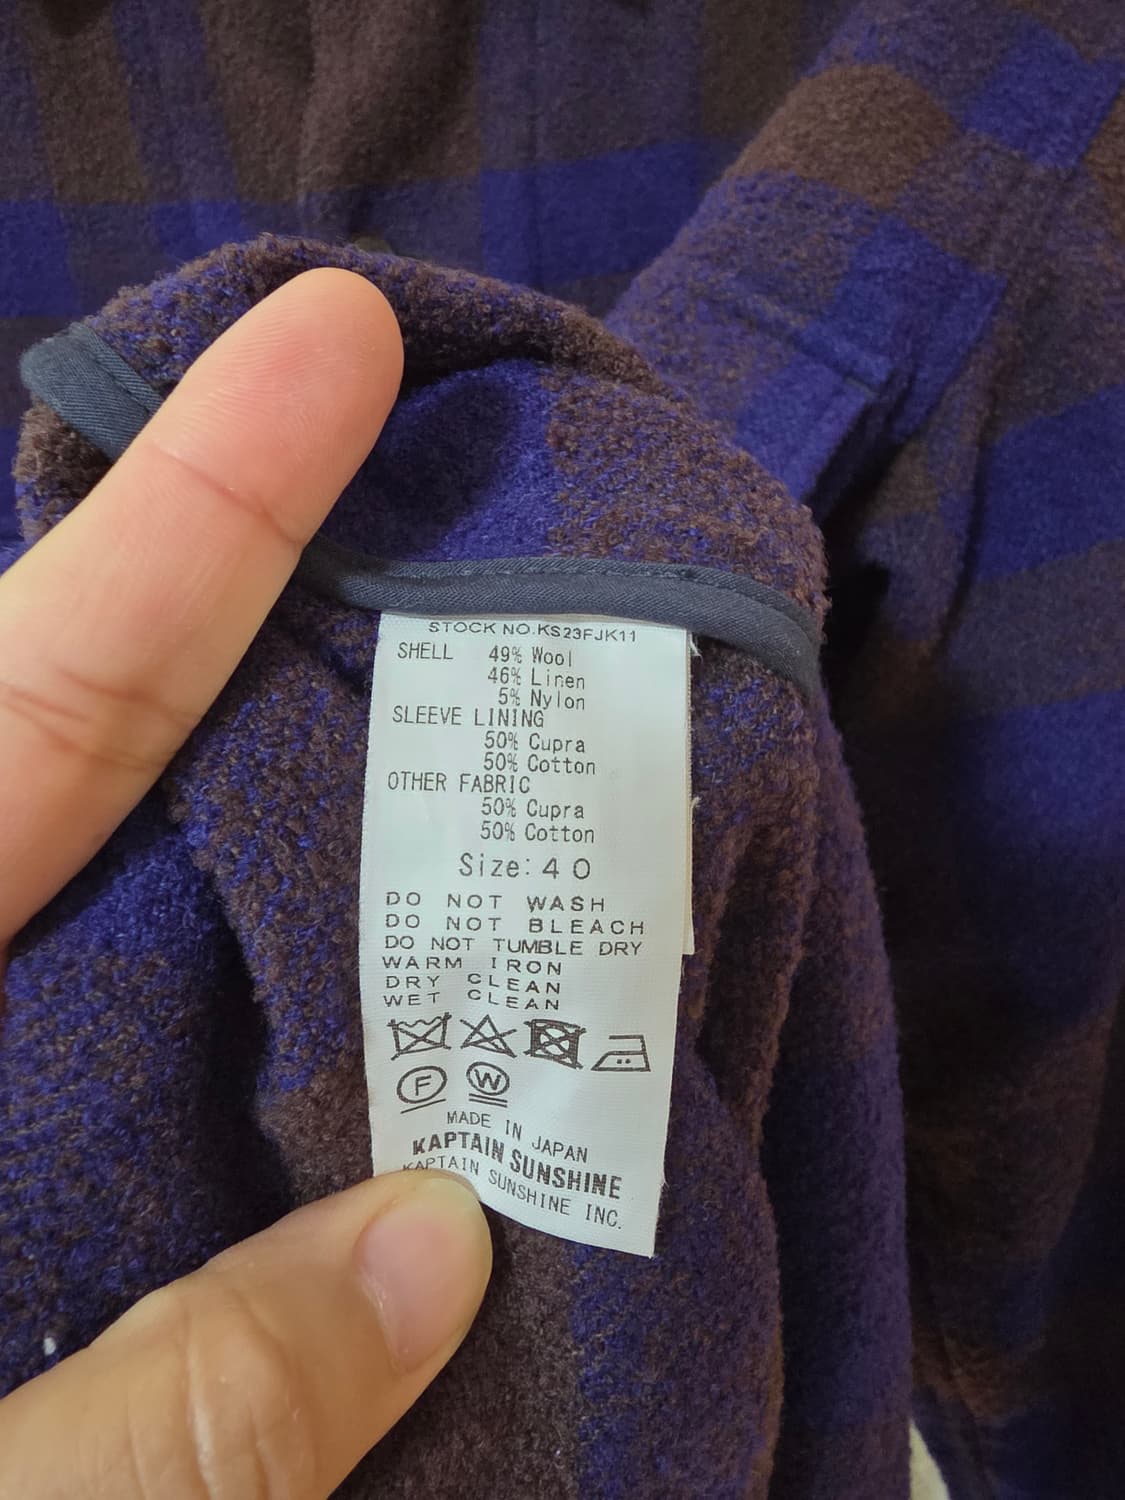 STOCK NO.KS23FJK11
SHELL 49% Wool
46% Linen
5% Nylon
SLEEVE LINING
50% Cupra
50% Cotton
OTHER FABRIC
50% Cupra
50% Cotton
Size: 40
DO NOT WASH
DO NOT BLEACH
DO NOT TUMBLE DRY
WARM IRON
DRY CLEAN
WET CLEAN
F W
MADE IN JAPAN
KAPTAIN SUNSHINE
KAPTAIN SUNSHINE INC.